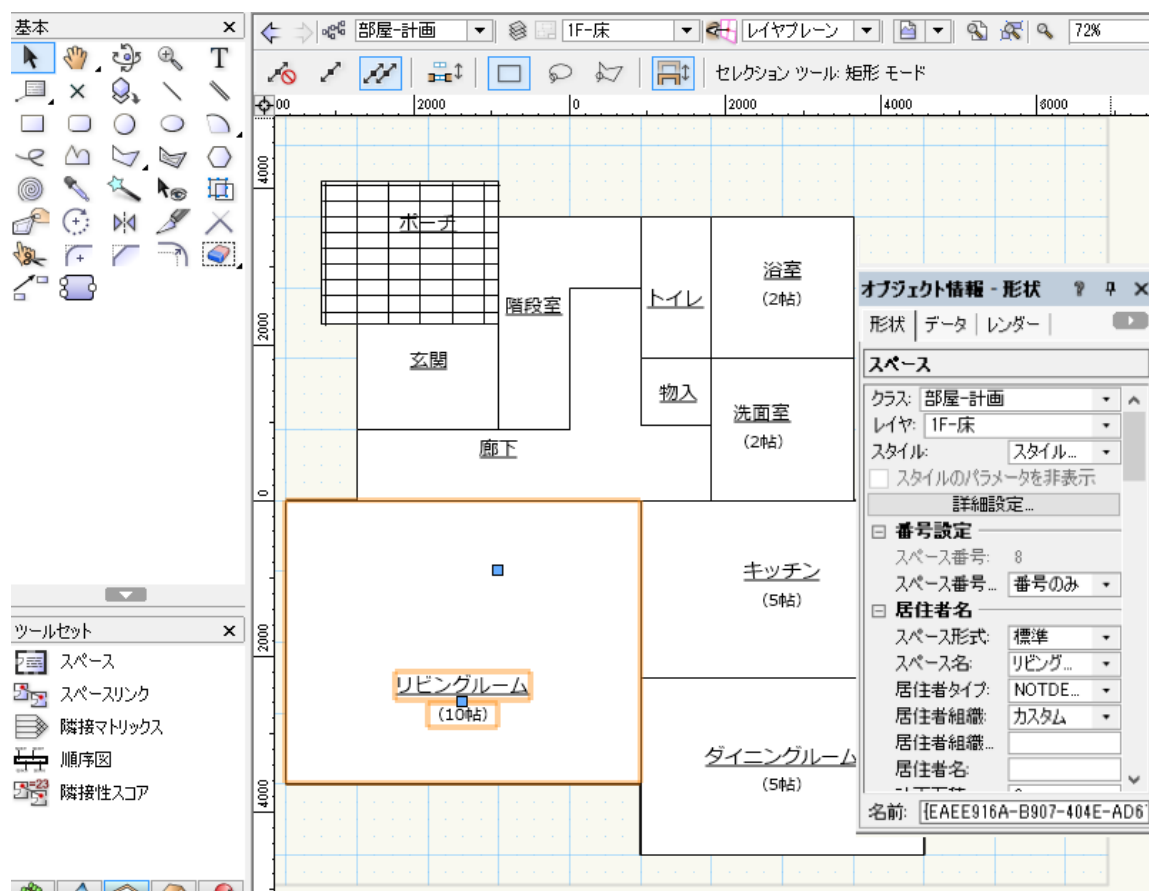 基本
部屋-計画
1F-床
レイヤプレーン
72%
セレクション ツール: 矩形 モード
00
2000
0
2000
4000
6000
4000
2000
0
2000
4000
ポーチ
階段室
トイレ
浴室
(2帖)
玄関
物入
洗面室
(2帖)
廊下
キッチン
(5帖)
リビングルーム
(10帖)
ダイニングルーム
(5帖)
オブジェクト情報 - 形状
形状
データ
レンダー
スペース
クラス: 部屋-計画
レイヤ: 1F-床
スタイル: スタイル...
スタイルのパラメータを非表示
詳細設定...
番号設定
スペース番号: 8
スペース番号... 番号のみ
居住者名
スペース形式: 標準
スペース名: リビング...
居住者タイプ: NOTDE...
居住者組織: カスタム
居住者組織...
居住者名:
名前: {EAEE916A-B907-404E-AD6
ツールセット
スペース
スペースリンク
隣接マトリックス
順序図
隣接性スコア